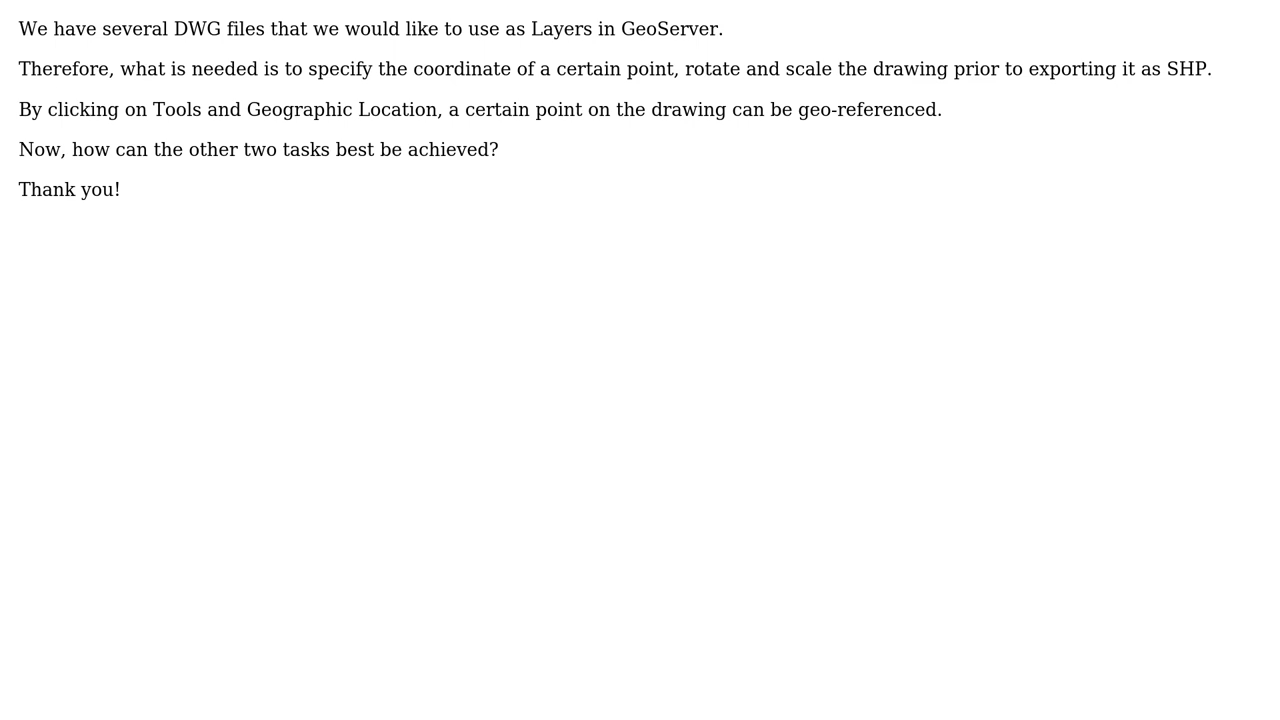 We have several DWG files that we would like to use as Layers in GeoServer.
Therefore, what is needed is to specify the coordinate of a certain point, rotate and scale the drawing prior to exporting it as SHP.
By clicking on Tools and Geographic Location, a certain point on the drawing can be geo-referenced.
Now, how can the other two tasks best be achieved?
Thank you!